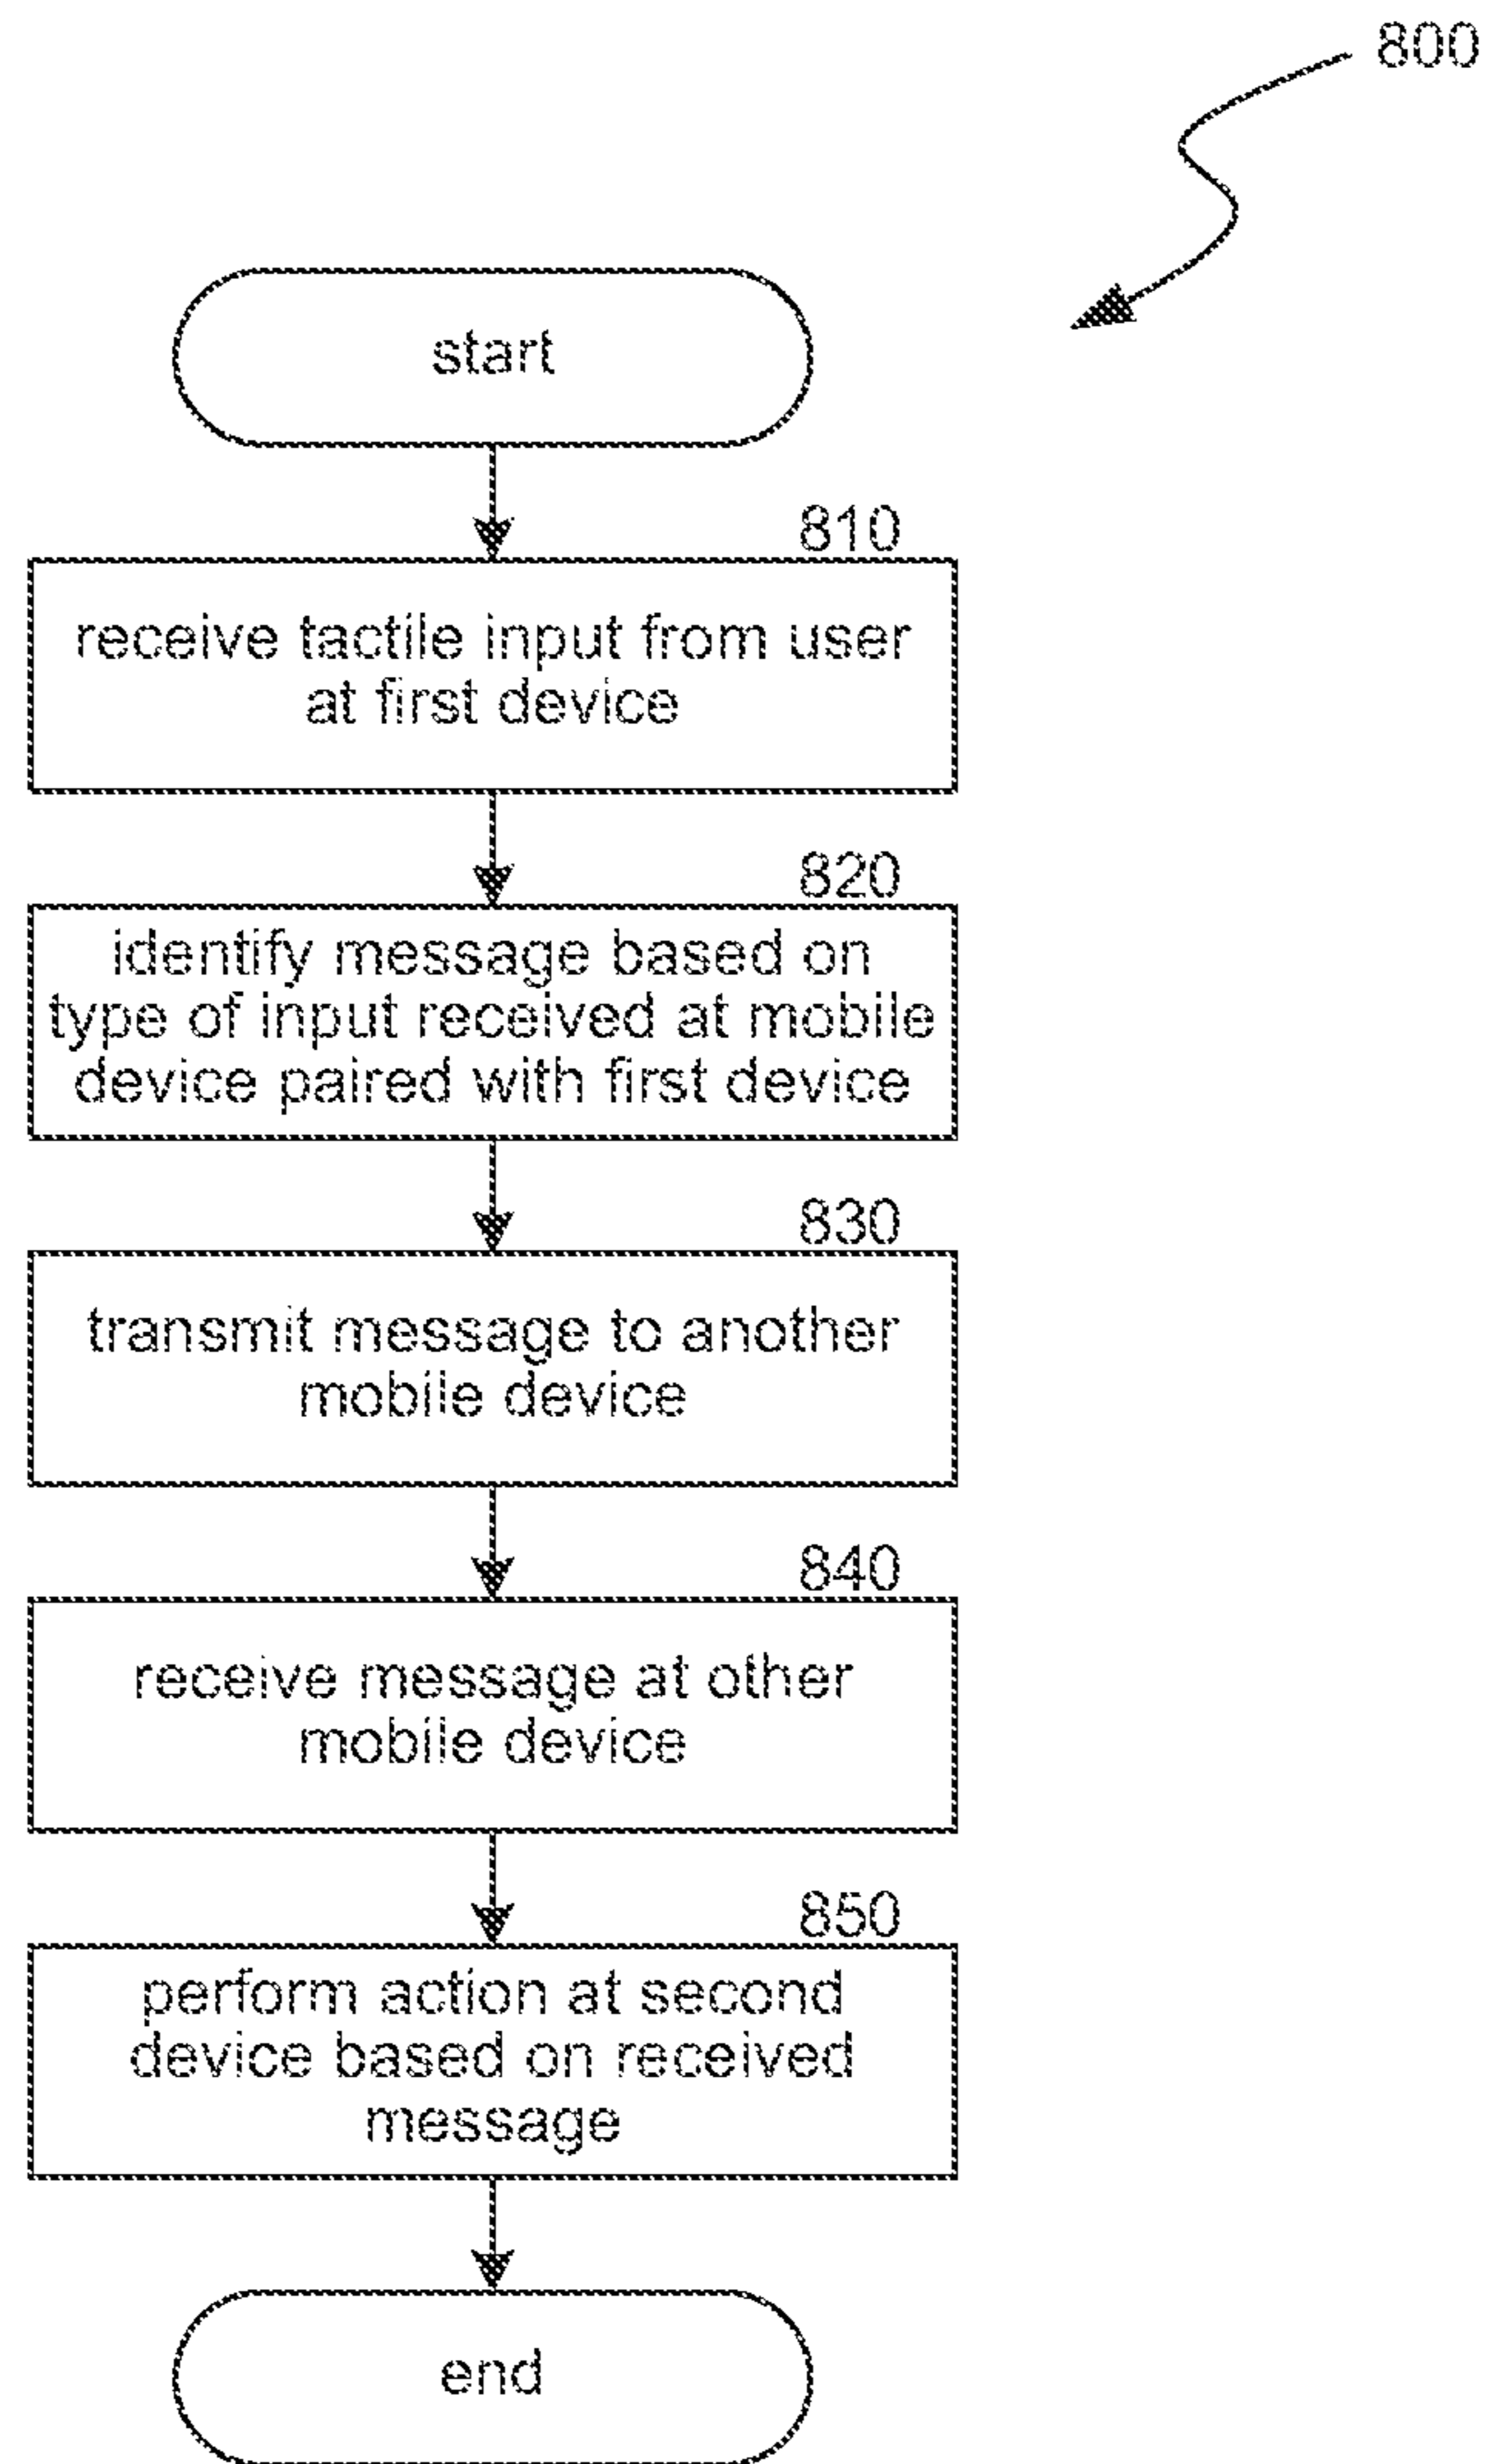 800
start
810
receive tactile input from user
at first device
820
identify message based on
type of input received at mobile
device paired with first device
830
transmit message to another
mobile device
840
receive message at other
mobile device
850
perform action at second
device based on received
message
end